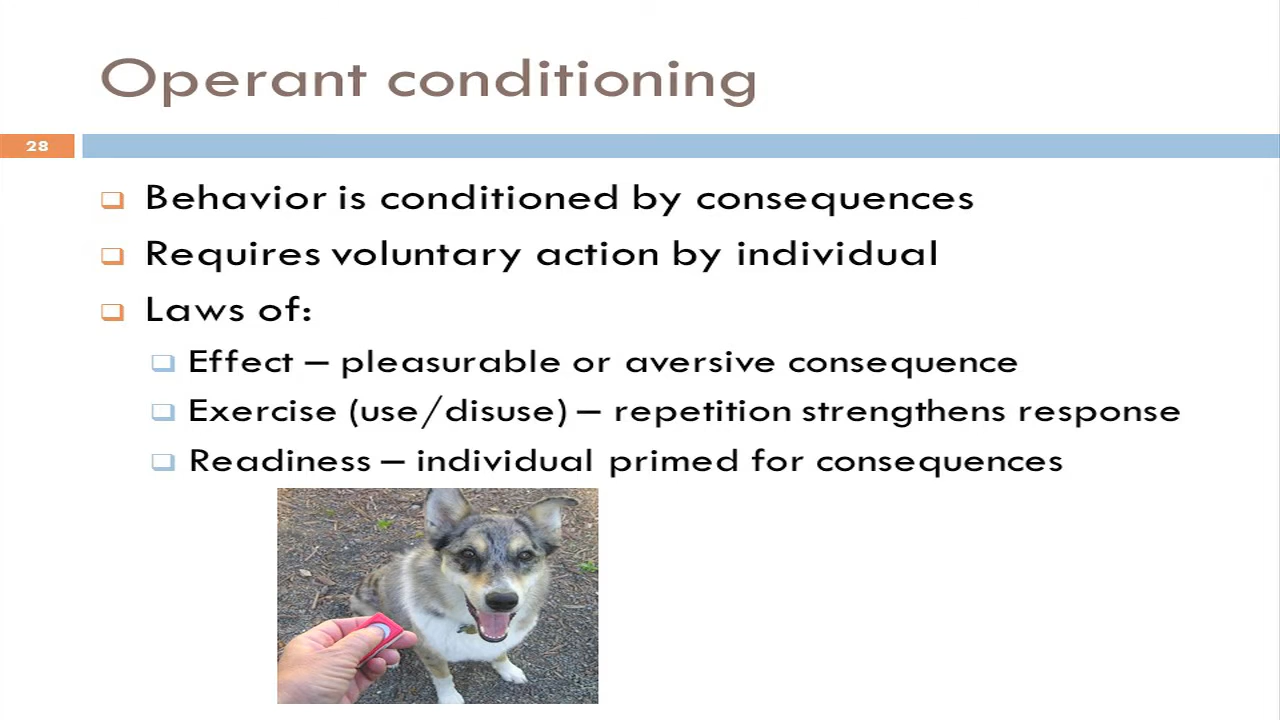 Operant conditioning
28
Behavior is conditioned by consequences
Requires voluntary action by individual
Laws of:
Effect – pleasurable or aversive consequence
Exercise (use/disuse) – repetition strengthens response
Readiness – individual primed for consequences